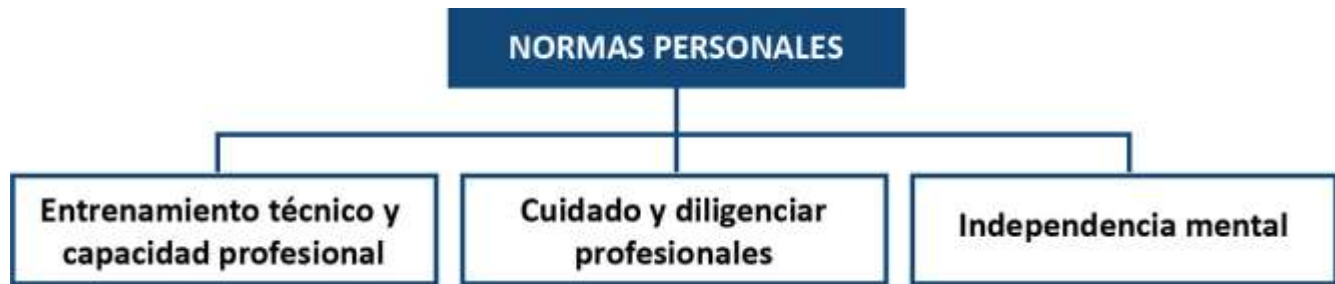 NORMAS PERSONALES
Entrenamiento técnico y
capacidad profesional
Cuidado y diligenciar
profesionales
Independencia mental